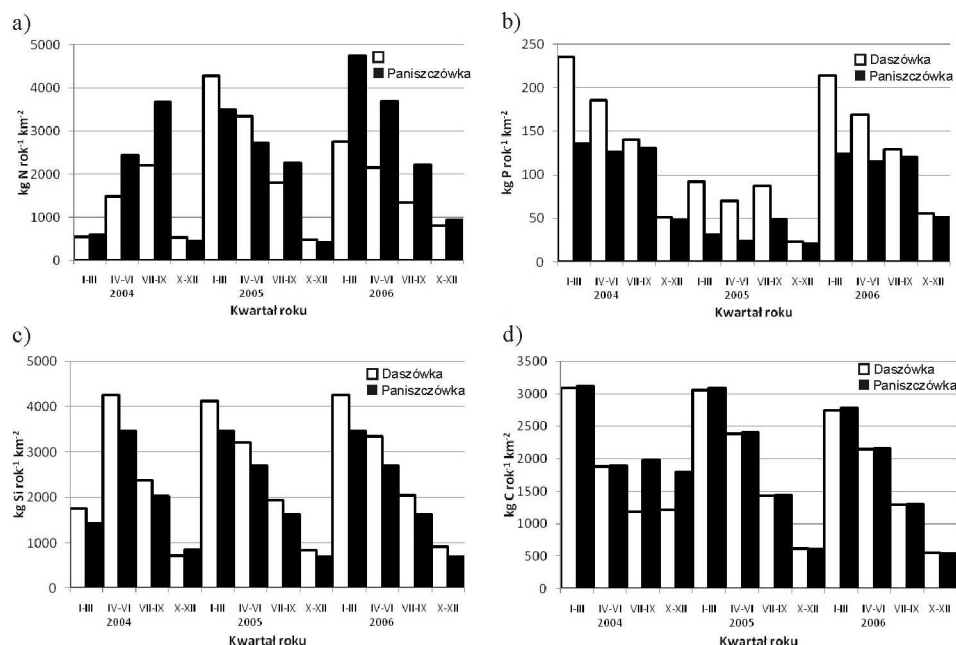 a)
5000
4000
3000
2000
1000
0
kg N rok⁻¹ km⁻²
Paniszczówka
I-III IV-VI VII-IX X-XII I-III IV-VI VII-IX X-XII I-III IV-VI VII-IX X-XII
2004 2005 2006
Kwartał roku
b)
250
200
150
100
50
0
kg P rok⁻¹ km⁻²
Daszówka
Paniszczówka
I-III IV-VI VII-IX X-XII I-III IV-VI VII-IX X-XII I-III IV-VI VII-IX X-XII
2004 2005 2006
Kwartał roku
c)
5000
4000
3000
2000
1000
0
kg Si rok⁻¹ km⁻²
Daszówka
Paniszczówka
I-III IV-VI VII-IX X-XII I-III IV-VI VII-IX X-XII I-III IV-VI VII-IX X-XII
2004 2005 2006
Kwartał roku
d)
3500
3000
2500
2000
1500
1000
500
0
kg C rok⁻¹ km⁻²
Daszówka
Paniszczówka
I-III IV-VI VII-IX X-XII I-III IV-VI VII-IX X-XII I-III IV-VI VII-IX X-XII
2004 2005 2006
Kwartał roku